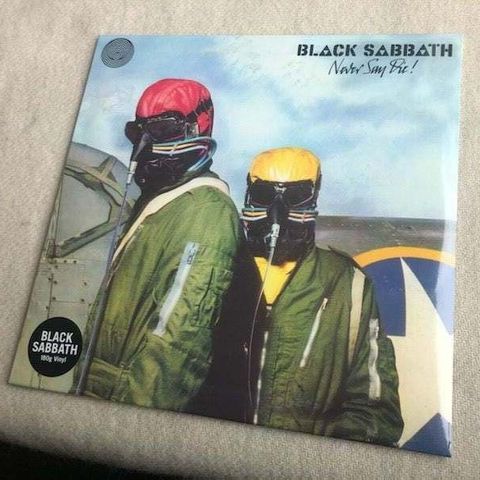 BLACK SABBATH
Never Say Die!
BLACK
SABBATH
180g Vinyl